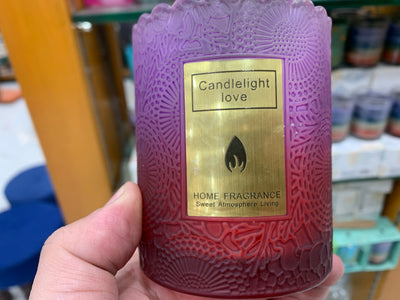 Candlelight
love
HOME FRAGRANCE
Sweet Atmosphere Living